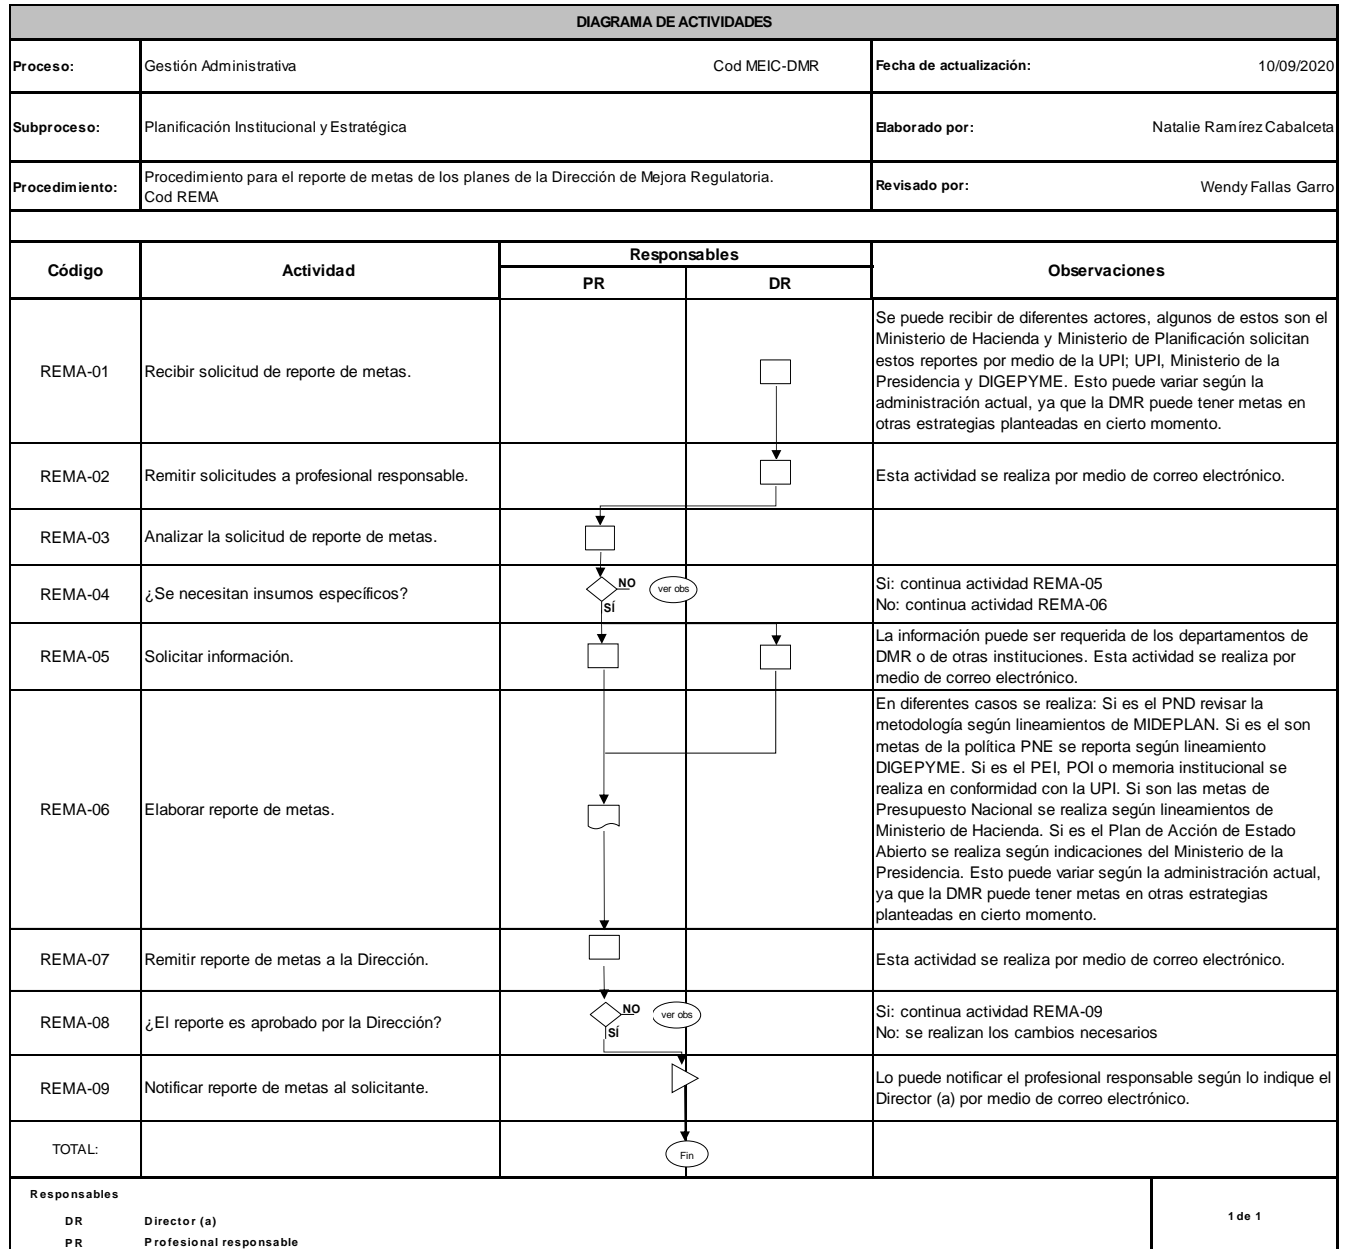 DIAGRAMA DE ACTIVIDADES
Proceso:
Gestión Administrativa
Cod MEIC-DMR
Fecha de actualización:
10/09/2020
Subproceso:
Planificación Institucional y Estratégica
Elaborado por:
Natalie Ramírez Cabalceta
Procedimiento:
Procedimiento para el reporte de metas de los planes de la Dirección de Mejora Regulatoria.
Cod REMA
Revisado por:
Wendy Fallas Garro
Código
Actividad
Responsables
PR
DR
Observaciones
REMA-01
Recibir solicitud de reporte de metas.
Se puede recibir de diferentes actores, algunos de estos son el
Ministerio de Hacienda y Ministerio de Planificación solicitan
estos reportes por medio de la UPI; UPI, Ministerio de la
Presidencia y DIGEPYME. Esto puede variar según la
administración actual, ya que la DMR puede tener metas en
otras estrategias planteadas en cierto momento.
REMA-02
Remitir solicitudes a profesional responsable.
Esta actividad se realiza por medio de correo electrónico.
REMA-03
Analizar la solicitud de reporte de metas.
REMA-04
¿Se necesitan insumos específicos?
NO
SÍ
ver obs
Si: continua actividad REMA-05
No: continua actividad REMA-06
REMA-05
Solicitar información.
La información puede ser requerida de los departamentos de
DMR o de otras instituciones. Esta actividad se realiza por
medio de correo electrónico.
REMA-06
Elaborar reporte de metas.
En diferentes casos se realiza: Si es el PND revisar la
metodología según lineamientos de MIDEPLAN. Si es el son
metas de la política PNE se reporta según lineamiento
DIGEPYME. Si es el PEI, POI o memoria institucional se
realiza en conformidad con la UPI. Si son las metas de
Presupuesto Nacional se realiza según lineamientos de
Ministerio de Hacienda. Si es el Plan de Acción de Estado
Abierto se realiza según indicaciones del Ministerio de la
Presidencia. Esto puede variar según la administración actual,
ya que la DMR puede tener metas en otras estrategias
planteadas en cierto momento.
REMA-07
Remitir reporte de metas a la Dirección.
Esta actividad se realiza por medio de correo electrónico.
REMA-08
¿El reporte es aprobado por la Dirección?
NO
SÍ
ver obs
Si: continua actividad REMA-09
No: se realizan los cambios necesarios
REMA-09
Notificar reporte de metas al solicitante.
Lo puede notificar el profesional responsable según lo indique el
Director (a) por medio de correo electrónico.
TOTAL:
Fin
Responsables
DR Director (a)
PR Profesional responsable
1 de 1